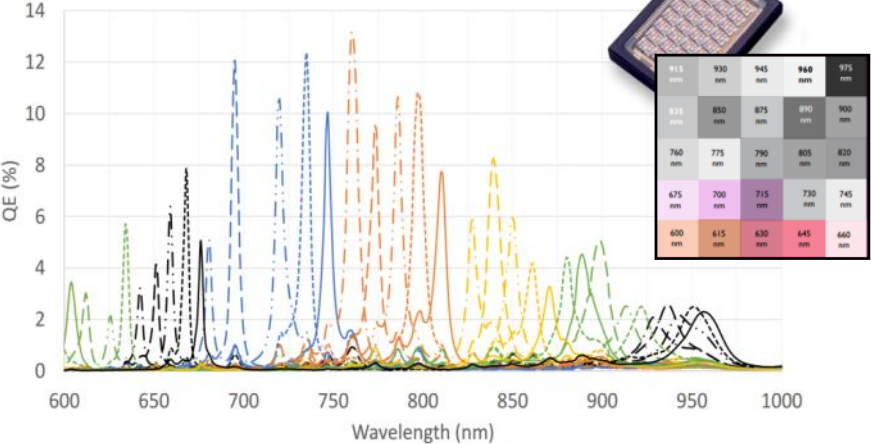 14
12
10
8
6
4
2
0
QE (%)
600 650 700 750 800 850 900 950 1000
Wavelength (nm)
915 930 945 960 975
nm nm nm nm nm
835 850 875 890 900
nm nm nm nm nm
760 775 790 805 820
nm nm nm nm nm
675 700 715 730 745
nm nm nm nm nm
600 615 630 645 660
nm nm nm nm nm